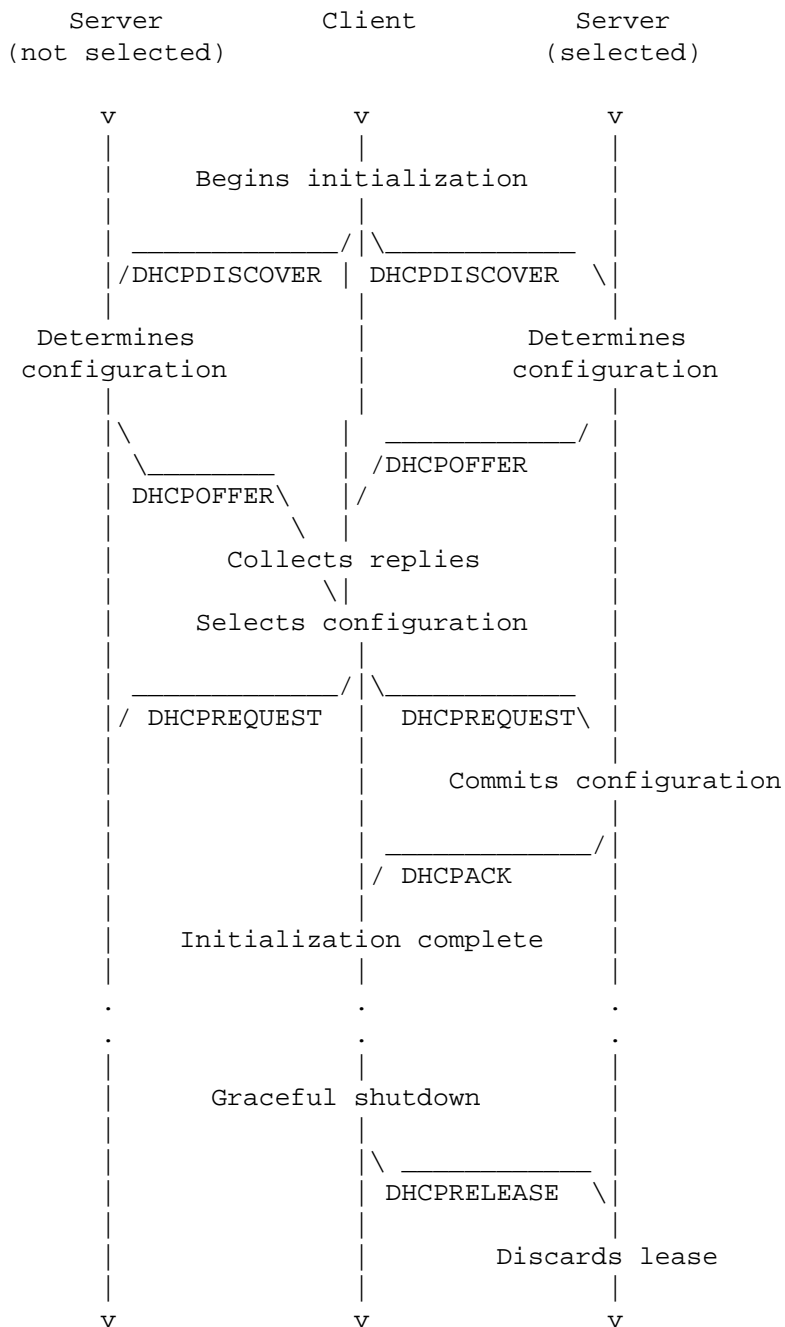 Server Client Server
(not selected) (selected)
v v v
Begins initialization
DHCPDISCOVER DHCPDISCOVER
Determines Determines
configuration configuration
DHCPOFFER
DHCPOFFER
Collects replies
Selects configuration
DHCPREQUEST DHCPREQUEST
Commits configuration
DHCPACK
Initialization complete
. . .
. . .
Graceful shutdown
DHCPRELEASE
Discards lease
v v v